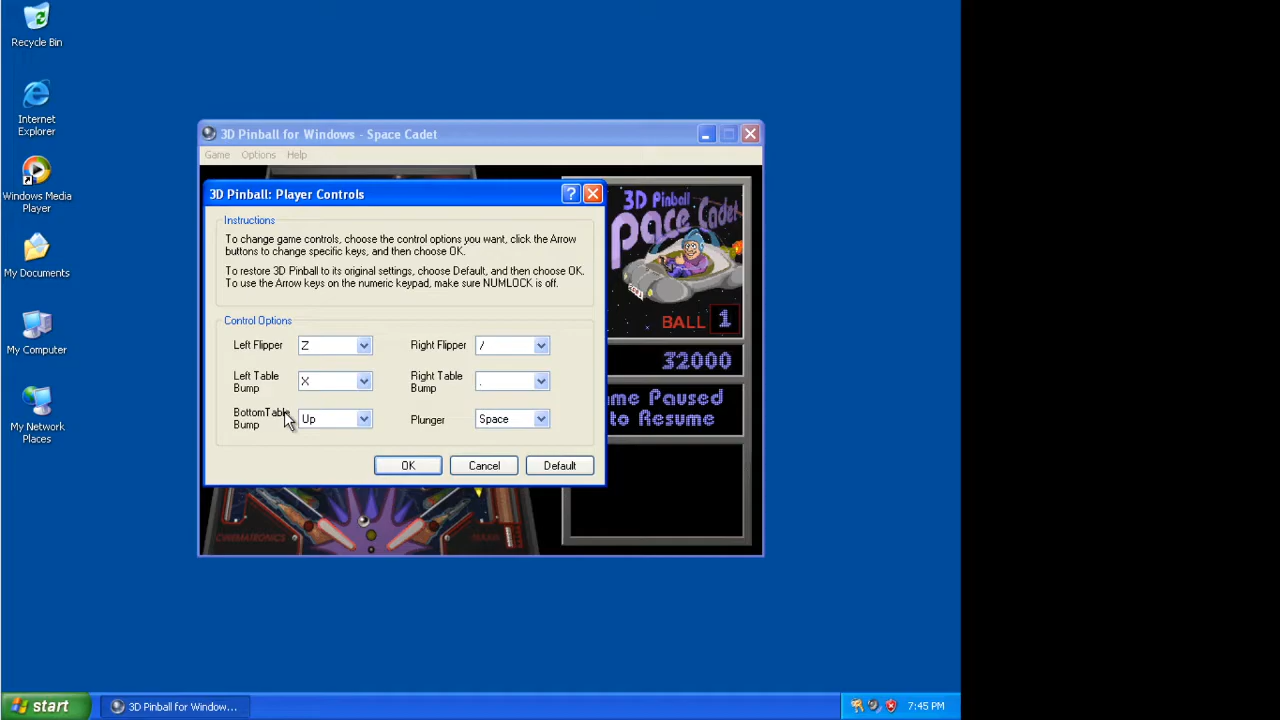 Recycle Bin
Internet
Explorer
Windows Media
Player
My Documents
My Computer
My Network
Places
3D Pinball for Windows - Space Cadet
Game Options Help
3D Pinball: Player Controls
Instructions
To change game controls, choose the control options you want, click the Arrow
buttons to change specific keys, and then choose OK.
To restore 3D Pinball to its original settings, choose Default, and then choose OK.
To use the Arrow keys on the numeric keypad, make sure NUMLOCK is off.
Control Options
Left Flipper Z Right Flipper /
Left Table
Bump X Right Table
Bump .
BottomTable
Bump Up Plunger Space
OK Cancel Default
3D Pinball
pace Cadet
BALL 1
32000
me Paused
to Resume
CINEMATRONICS
MAXIS
start
3D Pinball for Window...
7:45 PM